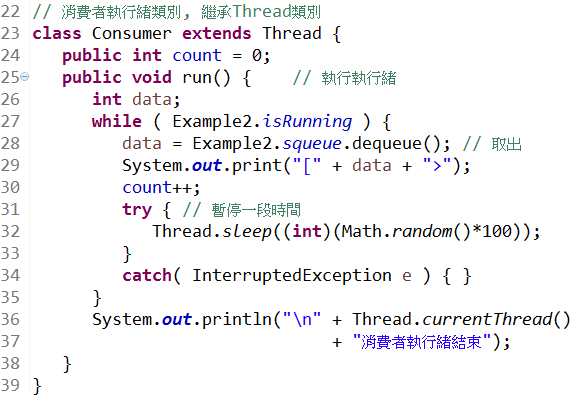 22 // 消費者執行緒類別, 繼承Thread類別
23 class Consumer extends Thread {
24    public int count = 0;
25    public void run() {    // 執行執行緒
26       int data;
27       while ( Example2.isRunning ) {
28          data = Example2.squeue.dequeue(); // 取出
29          System.out.print("[" + data + ">");
30          count++;
31          try { // 暫停一段時間
32             Thread.sleep((int)(Math.random()*100));
33          }
34          catch( InterruptedException e ) { }
35       }
36       System.out.println("\n" + Thread.currentThread()
37                               + "消費者執行緒結束");
38    }
39 }